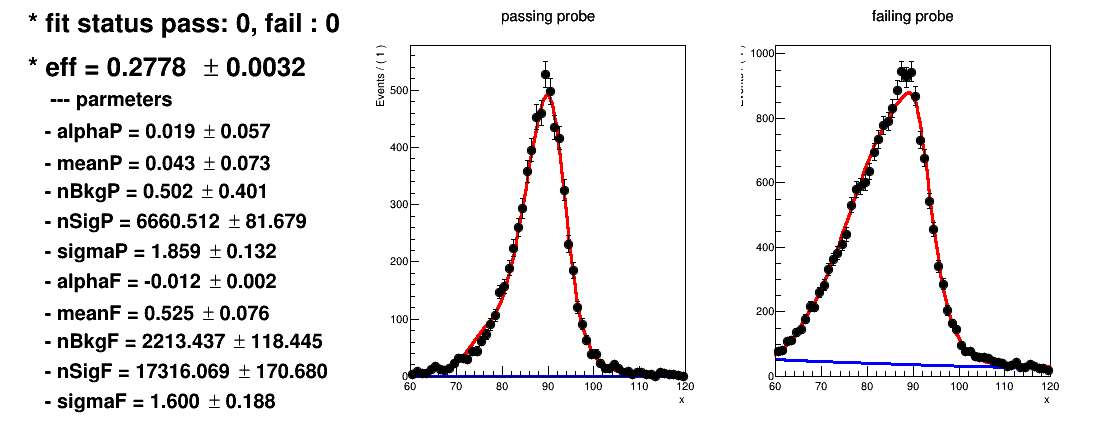 * fit status pass: 0, fail : 0
* eff = 0.2778 ± 0.0032
--- parmeters
- alphaP = 0.019 ± 0.057
- meanP = 0.043 ± 0.073
- nBkgP = 0.502 ± 0.401
- nSigP = 6660.512 ± 81.679
- sigmaP = 1.859 ± 0.132
- alphaF = -0.012 ± 0.002
- meanF = 0.525 ± 0.076
- nBkgF = 2213.437 ± 118.445
- nSigF = 17316.069 ± 170.680
- sigmaF = 1.600 ± 0.188
passing probe
Events / ( 1 )
500
400
300
200
100
0
60 70 80 90 100 110 120
x
failing probe
1000
800
600
400
200
0
60 70 80 90 100 110 120
x